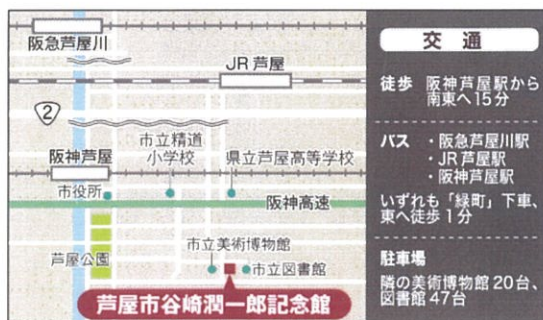 阪急芦屋川
JR 芦屋
2
阪神芦屋
市立精道
小学校
県立芦屋高等学校
市役所
阪神高速
芦屋公園
市立美術博物館
市立図書館
芦屋市谷崎潤一郎記念館
交通
徒歩 阪神芦屋駅から
南東へ15分
バス ・阪急芦屋川駅
・JR芦屋駅
・阪神芦屋駅
いずれも「緑町」下車、
東へ徒歩1分
駐車場
隣の美術博物館20台、
図書館47台